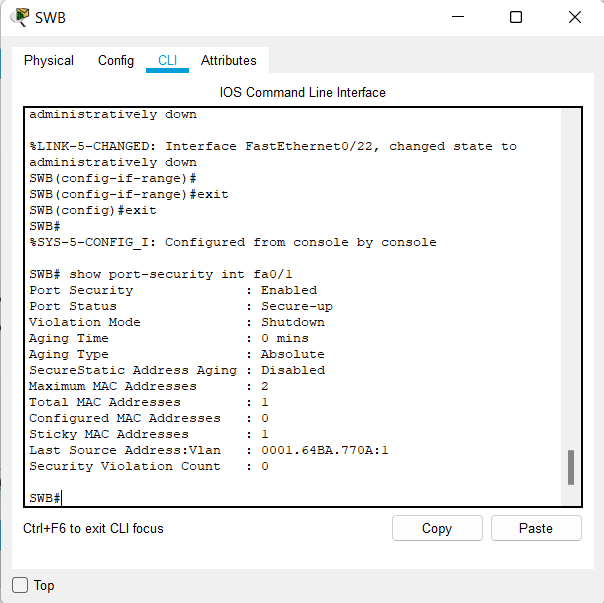 SWB
Physical Config CLI Attributes
IOS Command Line Interface
administratively down
%LINK-5-CHANGED: Interface FastEthernet0/22, changed state to
administratively down
SWB(config-if-range)#
SWB(config-if-range)#exit
SWB(config)#exit
SWB#
%SYS-5-CONFIG_I: Configured from console by console
SWB# show port-security int fa0/1
Port Security : Enabled
Port Status : Secure-up
Violation Mode : Shutdown
Aging Time : 0 mins
Aging Type : Absolute
SecureStatic Address Aging : Disabled
Maximum MAC Addresses : 2
Total MAC Addresses : 1
Configured MAC Addresses : 0
Sticky MAC Addresses : 1
Last Source Address:Vlan : 0001.64BA.770A:1
Security Violation Count : 0
SWB#
Ctrl+F6 to exit CLI focus Copy Paste
Top